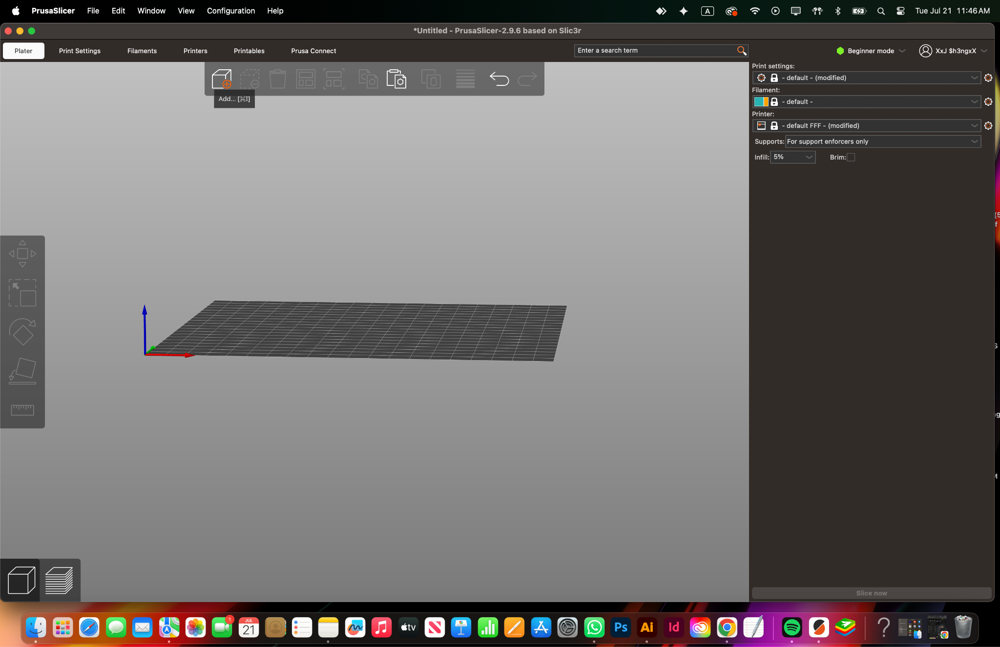 PrusaSlicer File Edit Window View Configuration Help
A
Tue Jul 21 11:46 AM
*Untitled - PrusaSlicer-2.9.6 based on Slic3r
Plater Print Settings Filaments Printers Printables Prusa Connect
Enter a search term
Beginner mode
XxJ $h3ngxX
Add... [⌘I]
Print settings:
- default - (modified)
Filament:
- default -
Printer:
- default FFF - (modified)
Supports: For support enforcers only
Infill: 5% Brim:
Slice now
1
JUL
21
tv
Ps
Ai
Id